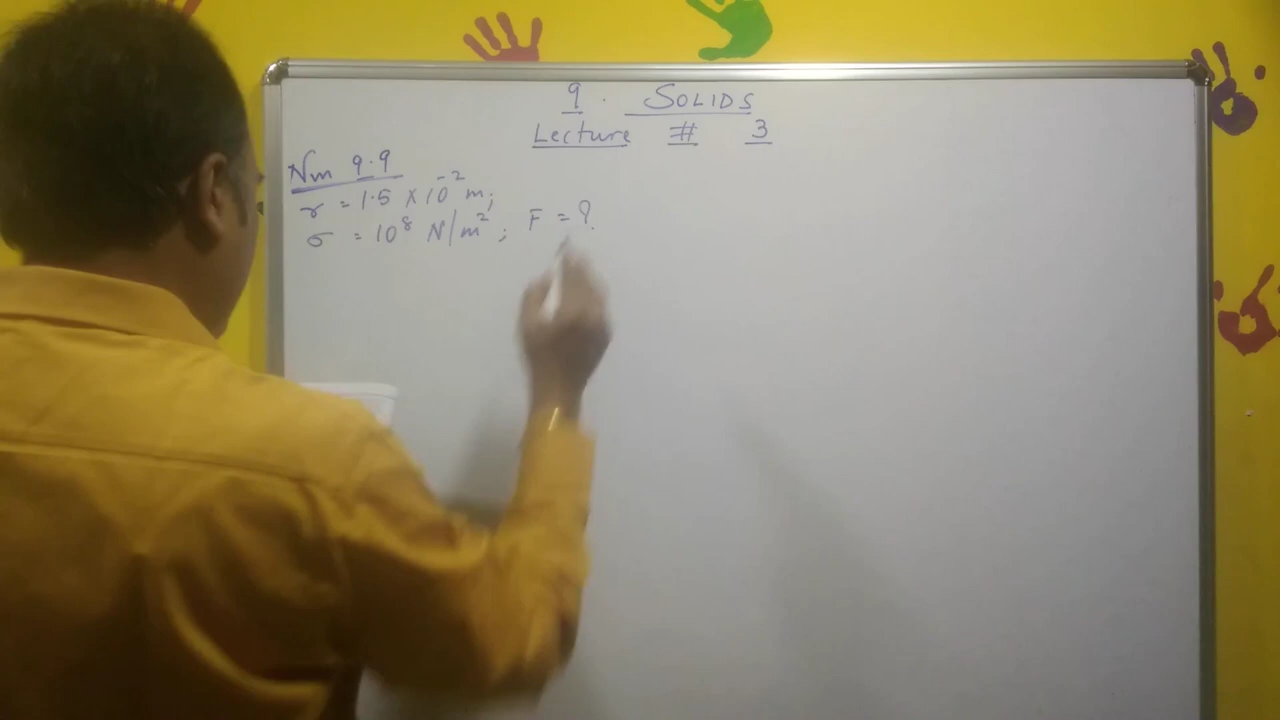 9. SOLIDS
Lecture # 3
Nm 9.9
r = 1.5 × 10⁻² m;
σ = 10⁸ N/m²; F = ?